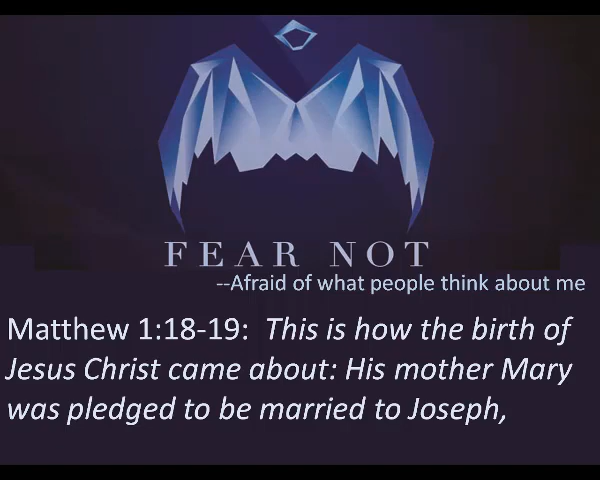 FEAR NOT
--Afraid of what people think about me
Matthew 1:18-19: This is how the birth of
Jesus Christ came about: His mother Mary
was pledged to be married to Joseph,